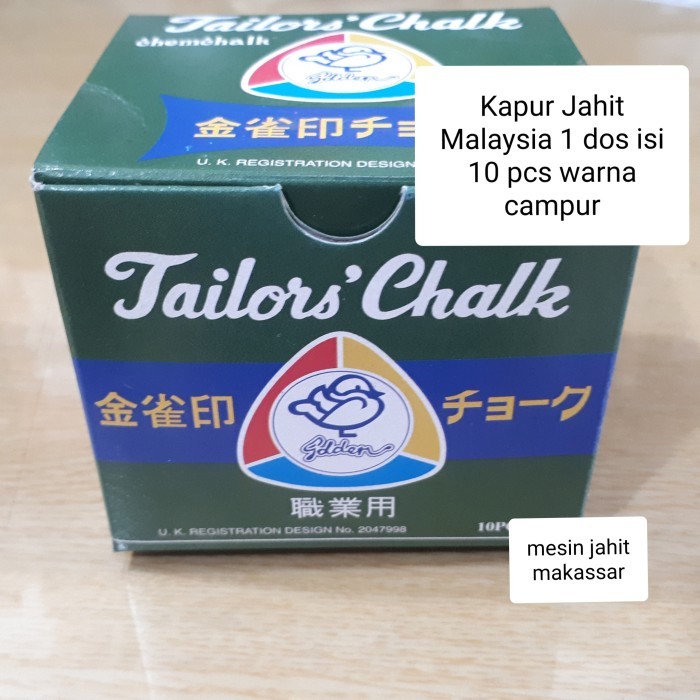 Tailors' Chalk
chemchalk
Golden
金雀印チョ
U. K. REGISTRATION DESIGN
Kapur Jahit
Malaysia 1 dos isi
10 pcs warna
campur
Tailors' Chalk
金雀印
チョーク
Golden
職業用
U. K. REGISTRATION DESIGN No. 2047998
mesin jahit
makassar